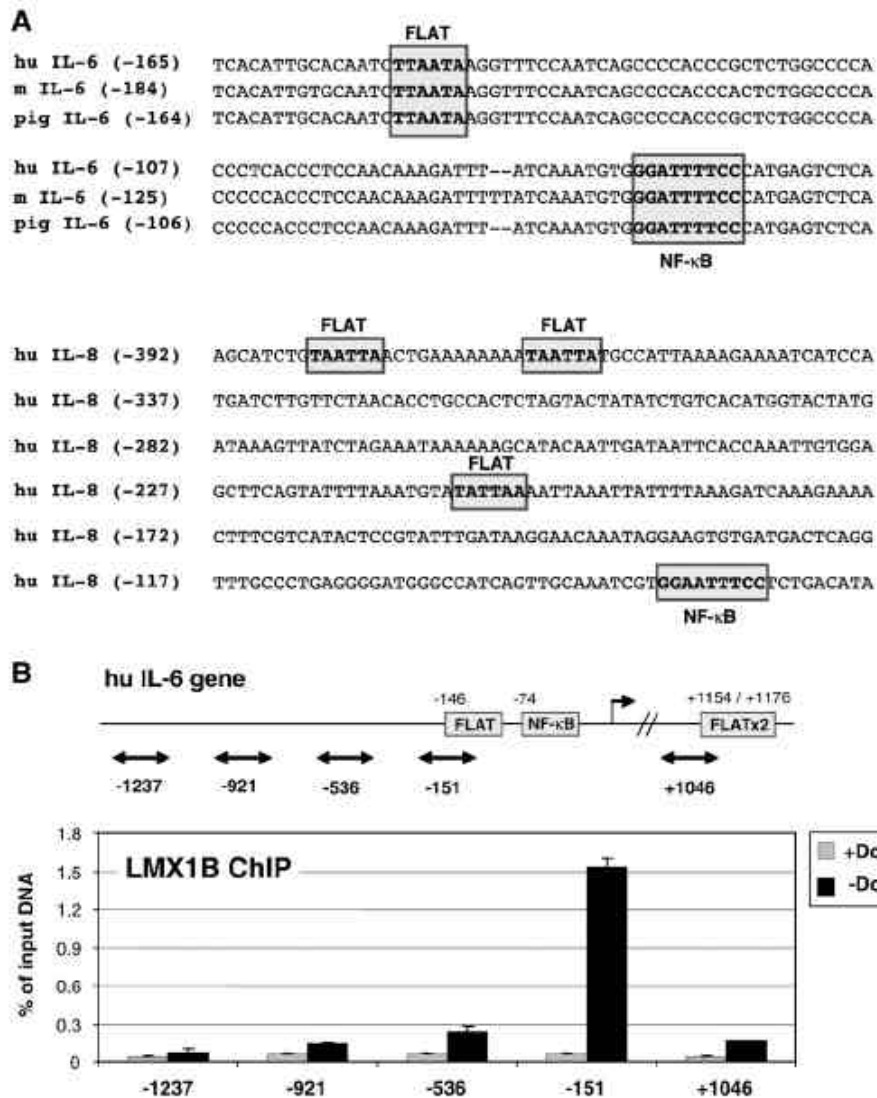 A
FLAT
hu IL-6 (-165) TCACATTGCACAATCTTAATAAGGTTTCCAATCAGCCCCACCCGCTCTGGCCCCA
m IL-6 (-184) TCACATTGTGCAATCTTAATAAGGTTTCCAATCAGCCCCACCCACTCTGGCCCCA
pig IL-6 (-164) TCACATTGCACAATCTTAATAAGGTTTCCAATCAGCCCCACCCGCTCTGGCCCCA
hu IL-6 (-107) CCCTCACCCTCCAACAAAGATTT--ATCAAATGTGGGATTTTCCCATGAGTCTCA
m IL-6 (-125) CCCCCACCCTCCAACAAAGATTTTTATCAAATGTGGGATTTTCCCATGAGTCTCA
pig IL-6 (-106) CCCCCACCCTCCAACAAAGATTT--ATCAAATGTGGGATTTTCCCATGAGTCTCA
NF-κB
FLAT FLAT
hu IL-8 (-392) AGCATCTGTAATTAACTGAAAAAAAATAATTATGCCATTAAAAGAAAATCATCCA
hu IL-8 (-337) TGATCTTGTTCTAACACCTGCCACTCTAGTACTATATCTGTCACATGGTACTATG
hu IL-8 (-282) ATAAAGTTATCTAGAAATAAAAAAGCATACAATTGATAATTCACCAAATTGTGGA
FLAT
hu IL-8 (-227) GCTTCAGTATTTTAAATGTATATTAAAATTAAATTATTTTAAAGATCAAAGAAAA
hu IL-8 (-172) CTTTCGTCATACTCCGTATTTGATAAGGAACAAATAGGAAGTGTGATGACTCAGG
hu IL-8 (-117) TTTGCCCTGAGGGGATGGGCCATCAGTTGCAAATCGTGGAATTTCCTCTGACATA
NF-κB
B
hu IL-6 gene
-146 -74 +1154 / +1176
FLAT NF-κB // FLATx2
-1237 -921 -536 -151 +1046
LMX1B ChIP
% of input DNA
1.8
1.5
1.2
0.9
0.6
0.3
0
-1237 -921 -536 -151 +1046
+Do
-Do